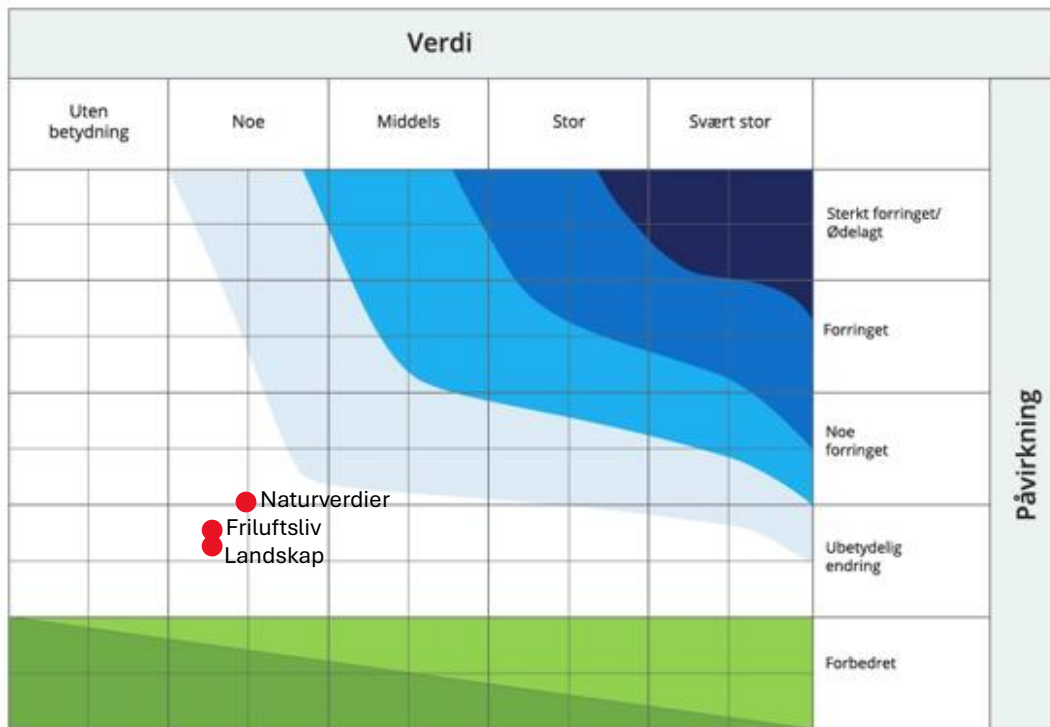 Verdi
Uten
betydning
Noe
Middels
Stor
Svært stor
Sterkt forringet/
Ødelagt
Forringet
Noe
forringet
Ubetydelig
endring
Forbedret
Påvirkning
Naturverdier
Friluftsliv
Landskap